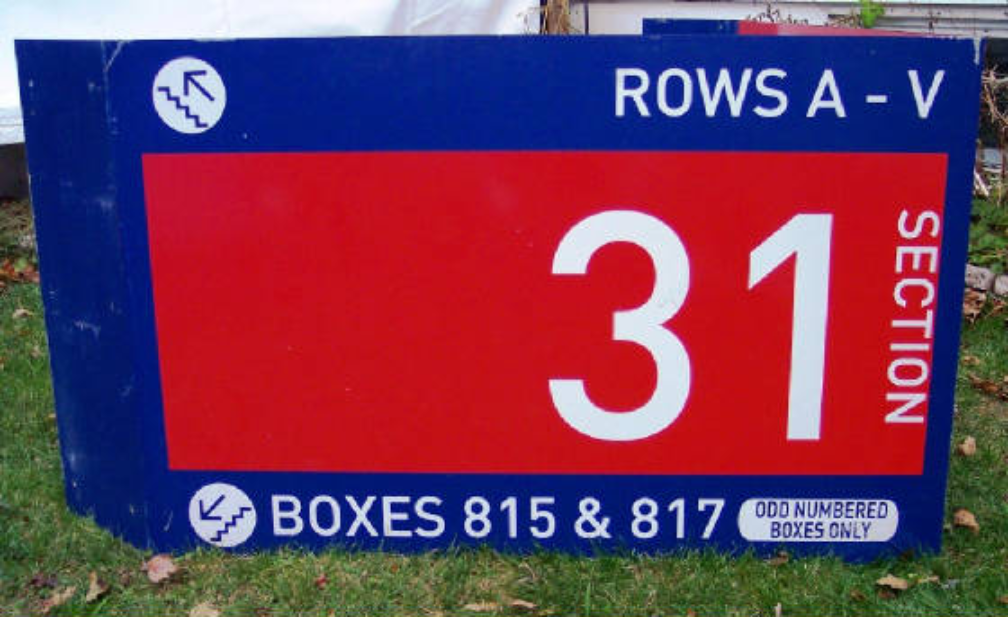 ROWS A - V
31
SECTION
BOXES 815 & 817
ODD NUMBERED
BOXES ONLY